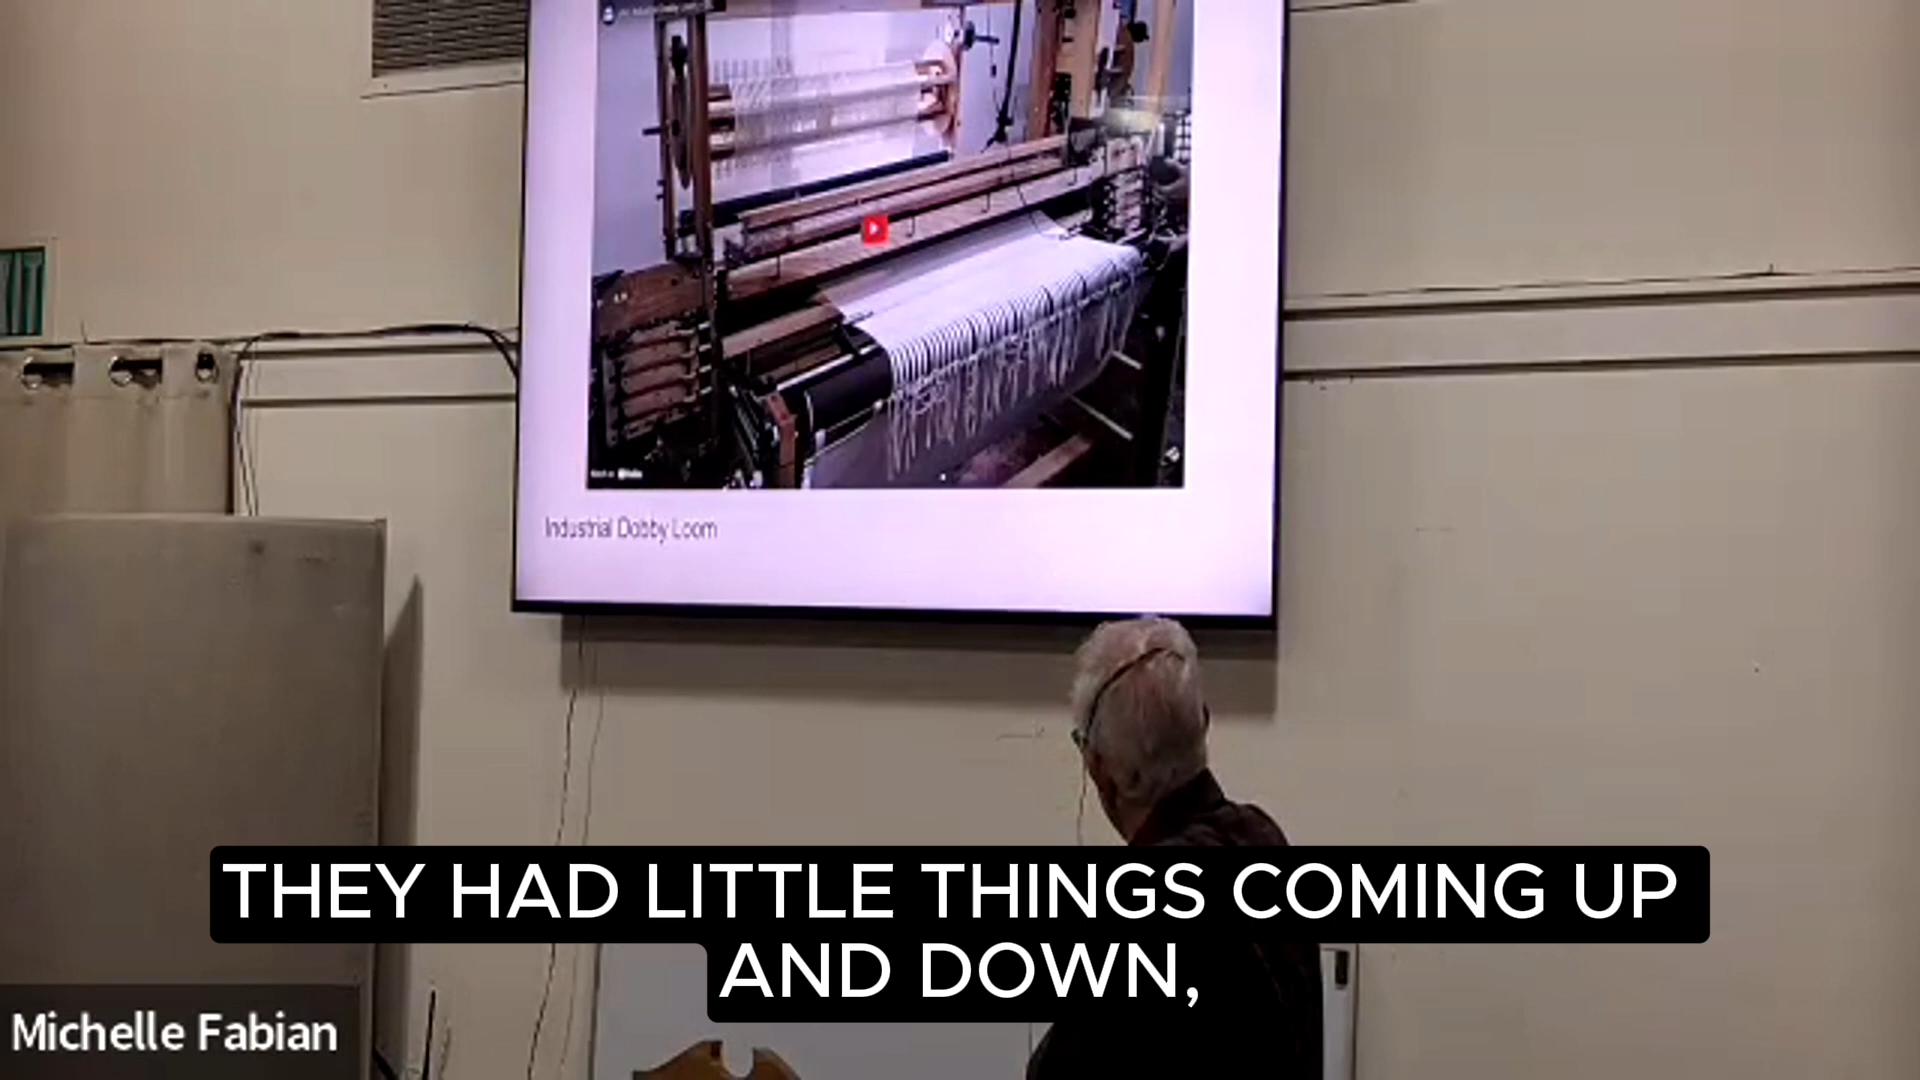 Industrial Dobby Loom
THEY HAD LITTLE THINGS COMING UP
AND DOWN,
Michelle Fabian